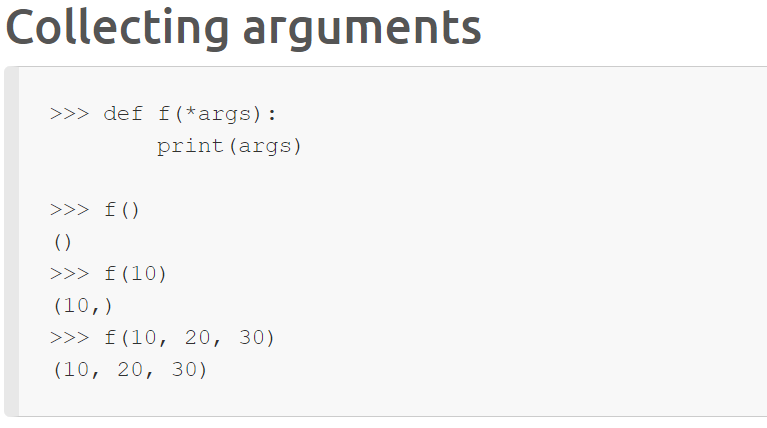 Collecting arguments
>>> def f(*args):
        print(args)
>>> f()
()
>>> f(10)
(10,)
>>> f(10, 20, 30)
(10, 20, 30)